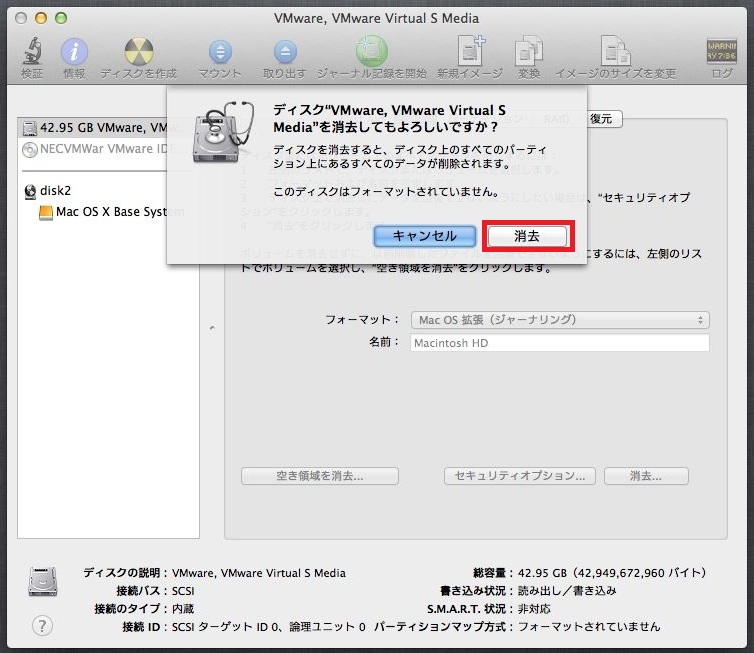 VMware, VMware Virtual S Media
検証
情報
ディスクを作成
マウント
取り出す
ジャーナル記録を開始
新規イメージ
変換
イメージのサイズを変更
ログ
WARNIN
42.95 GB VMware, VMw
NECVMWar VMware ID
disk2
Mac OS X Base System
ディスク“VMware, VMware Virtual S
Media”を消去してもよろしいですか？
ディスクを消去すると、ディスク上のすべてのパーティ
ション上にあるすべてのデータが削除されます。
このディスクはフォーマットされていません。
キャンセル
消去
RAID
復元
、“セキュリティオプ
ション”をクリックします。
にするには、左側のリス
トでボリュームを選択し、“空き領域を消去”をクリックします。
フォーマット：
Mac OS 拡張（ジャーナリング）
名前：
Macintosh HD
空き領域を消去...
セキュリティオプション...
消去...
ディスクの説明：VMware, VMware Virtual S Media
接続バス：SCSI
接続のタイプ：内蔵
接続 ID：SCSI ターゲット ID 0、論理ユニット 0
総容量：42.95 GB（42,949,672,960 バイト）
書き込み状況：読み出し／書き込み
S.M.A.R.T. 状況：非対応
パーティションマップ方式：フォーマットされていません
?